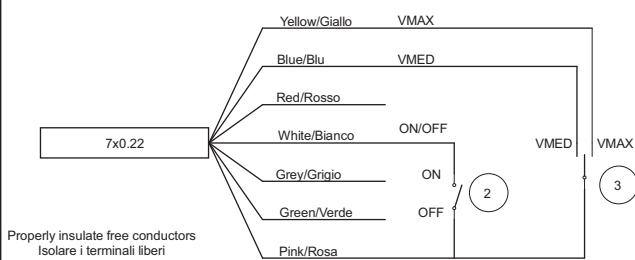 Yellow/Giallo VMAX
Blue/Blu VMED
Red/Rosso
White/Bianco ON/OFF
7x0.22
VMED VMAX
Grey/Grigio ON
2
3
Green/Verde OFF
Properly insulate free conductors
Isolare i terminali liberi
Pink/Rosa